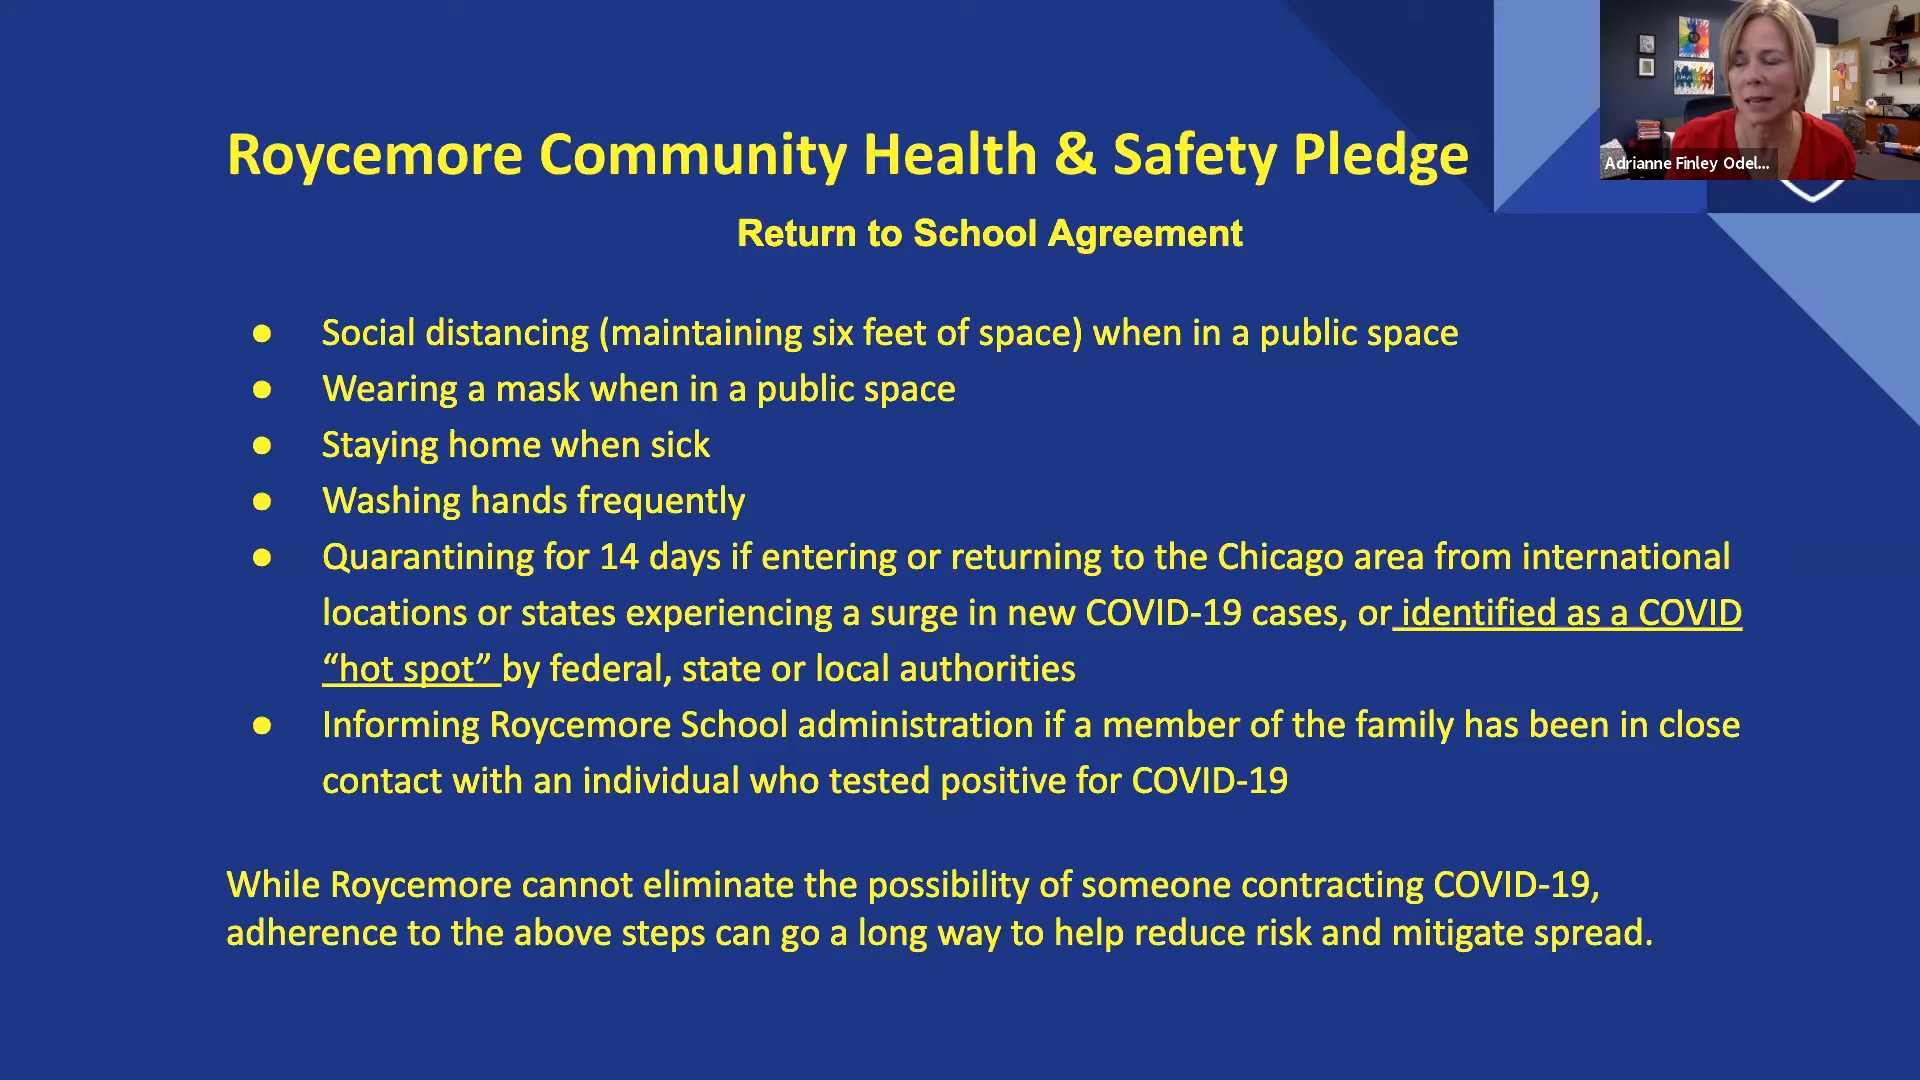 Roycemore Community Health & Safety Pledge
Return to School Agreement
● Social distancing (maintaining six feet of space) when in a public space
● Wearing a mask when in a public space
● Staying home when sick
● Washing hands frequently
● Quarantining for 14 days if entering or returning to the Chicago area from international
locations or states experiencing a surge in new COVID-19 cases, or identified as a COVID
“hot spot” by federal, state or local authorities
● Informing Roycemore School administration if a member of the family has been in close
contact with an individual who tested positive for COVID-19
While Roycemore cannot eliminate the possibility of someone contracting COVID-19,
adherence to the above steps can go a long way to help reduce risk and mitigate spread.
IMAGINE
Adrianne Finley Odel...